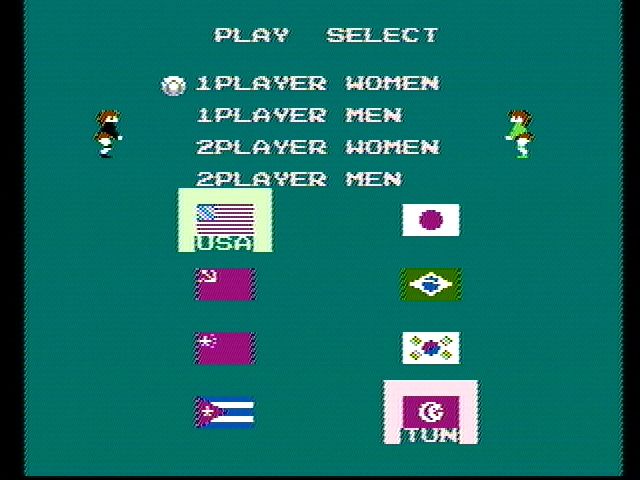 PLAY SELECT
1PLAYER WOMEN
1PLAYER MEN
2PLAYER WOMEN
2PLAYER MEN
USA
TUN